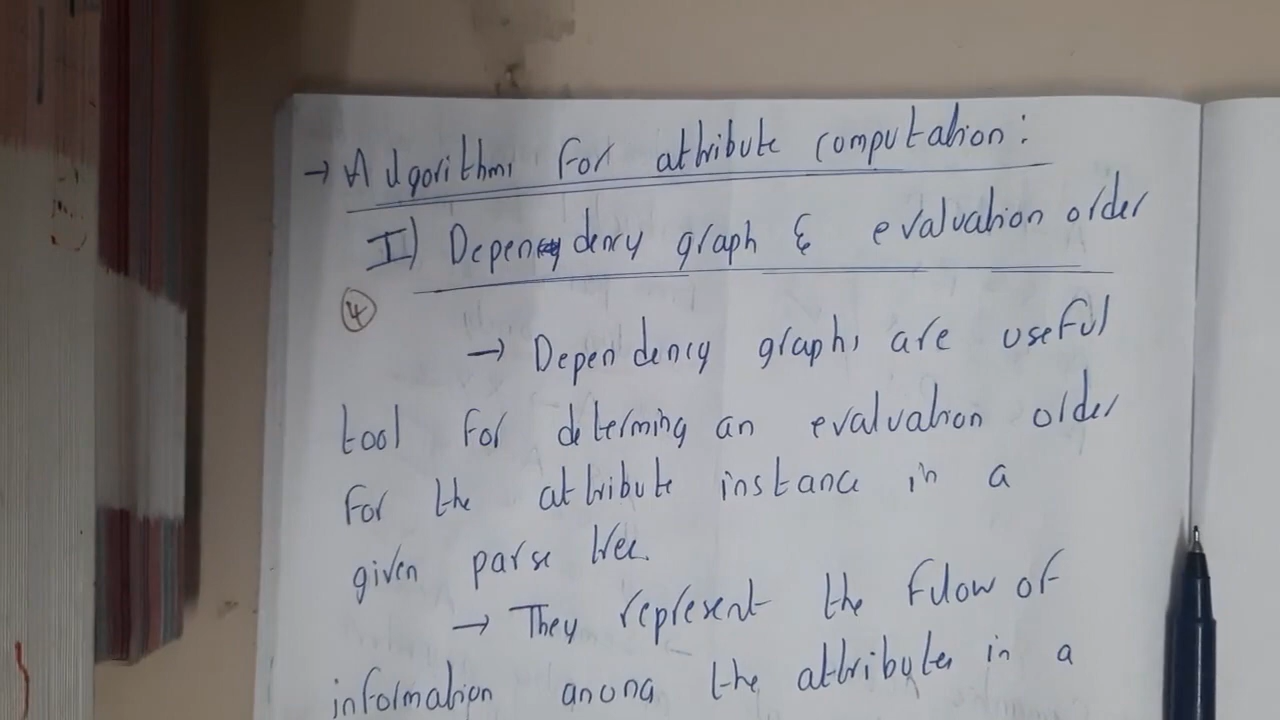 → Algorithms for attribute computation:
I) Dependency graph & evaluation order
④
→ Dependency graphs are useful
tool for determing an evaluation order
for the attribute instance in a
given parse tree.
→ They represent the flow of
information among the attributes in a